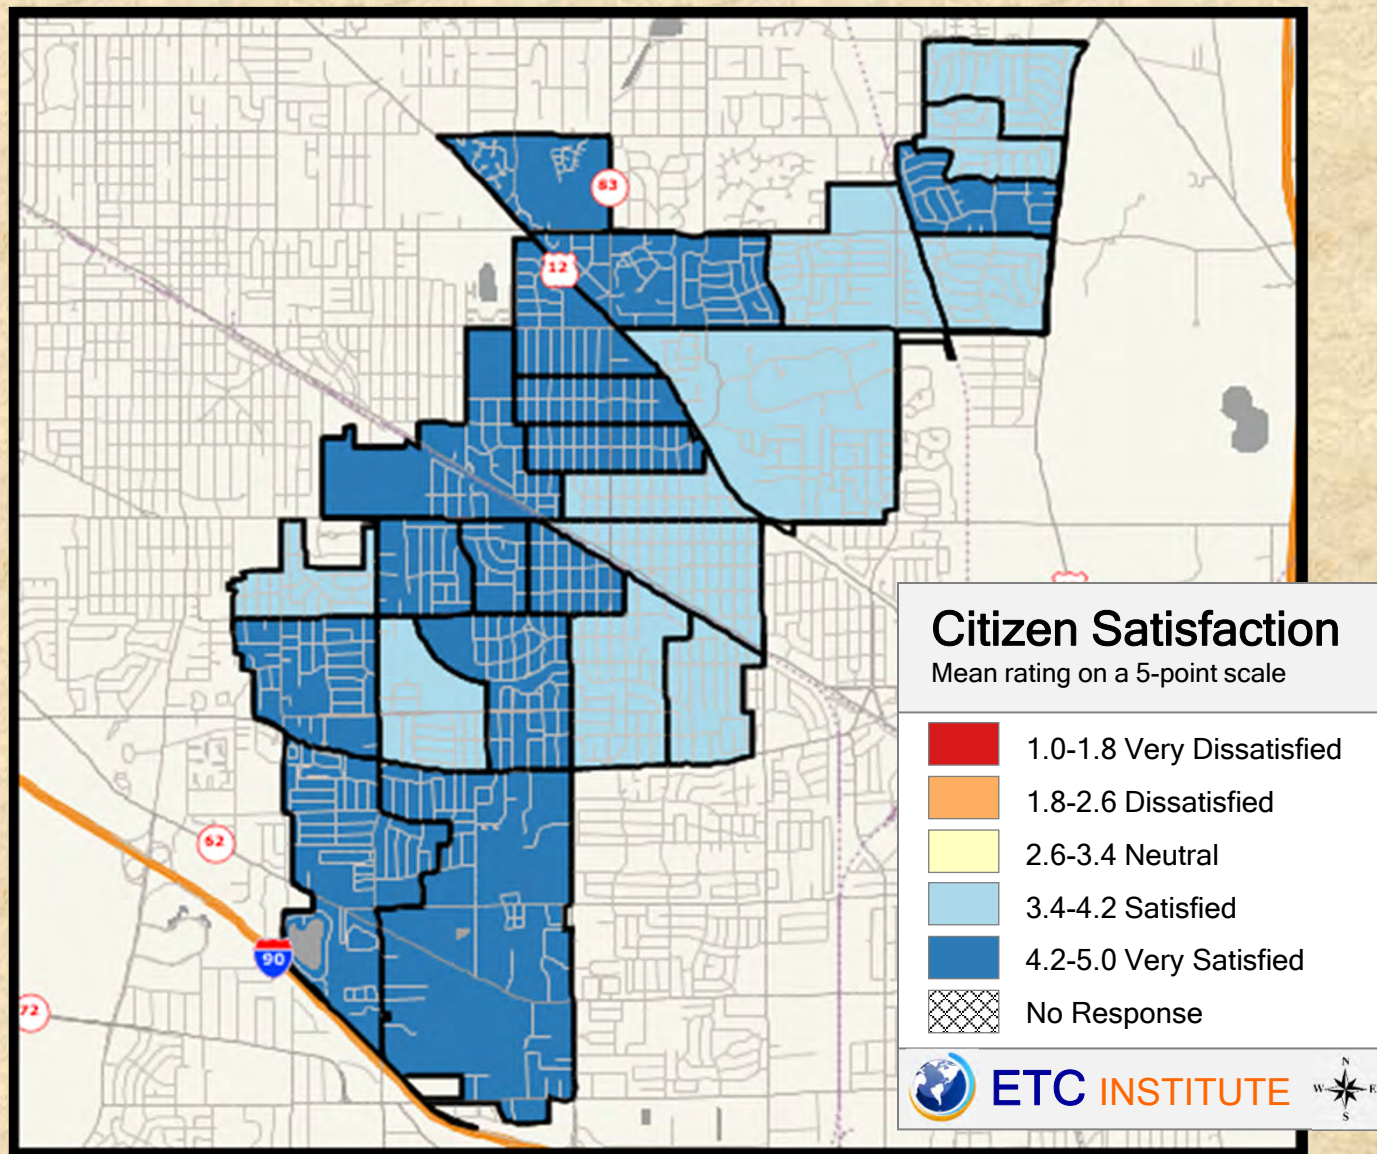 83
12
62
90
72
Citizen Satisfaction
Mean rating on a 5-point scale
1.0-1.8 Very Dissatisfied
1.8-2.6 Dissatisfied
2.6-3.4 Neutral
3.4-4.2 Satisfied
4.2-5.0 Very Satisfied
No Response
ETC INSTITUTE
N
W E
S